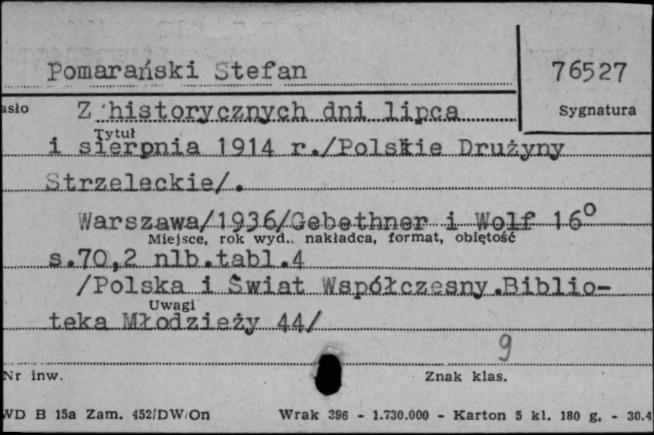 Pomarański Stefan
76527
asło
Sygnatura
Z historycznych dni lipca
Tytuł
i sierpnia 1914 r./Polskie Drużyny
Strzeleckie/.
Warszawa/1936/Gebethner i Wolf 16°
Miejsce, rok wyd., nakładca, format, objętość
s.70,2 nlb.tabl.4
/Polska i Świat Współczesny.Biblio-
Uwagi
teka Młodzieży 44/
9
Nr inw.
Znak klas.
WD B 15a Zam. 452/DW/On Wrak 396 - 1.730.000 - Karton 5 kl. 180 g. - 30.4